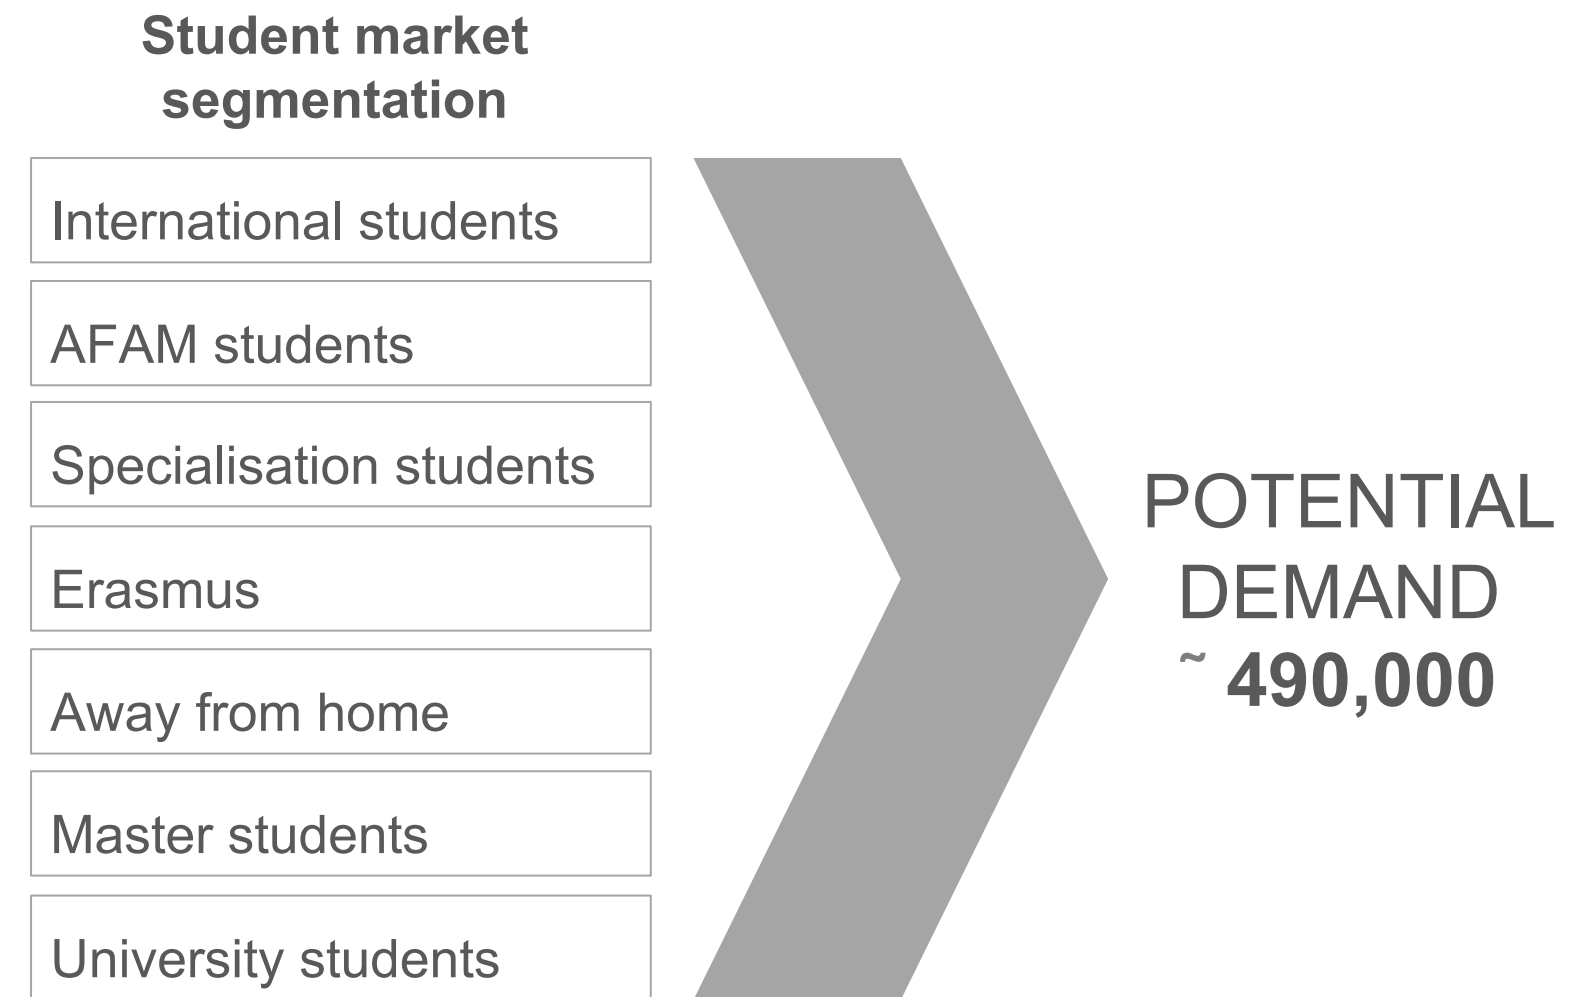 Student market
segmentation
International students
AFAM students
Specialisation students
Erasmus
Away from home
Master students
University students
POTENTIAL
DEMAND
~ 490,000